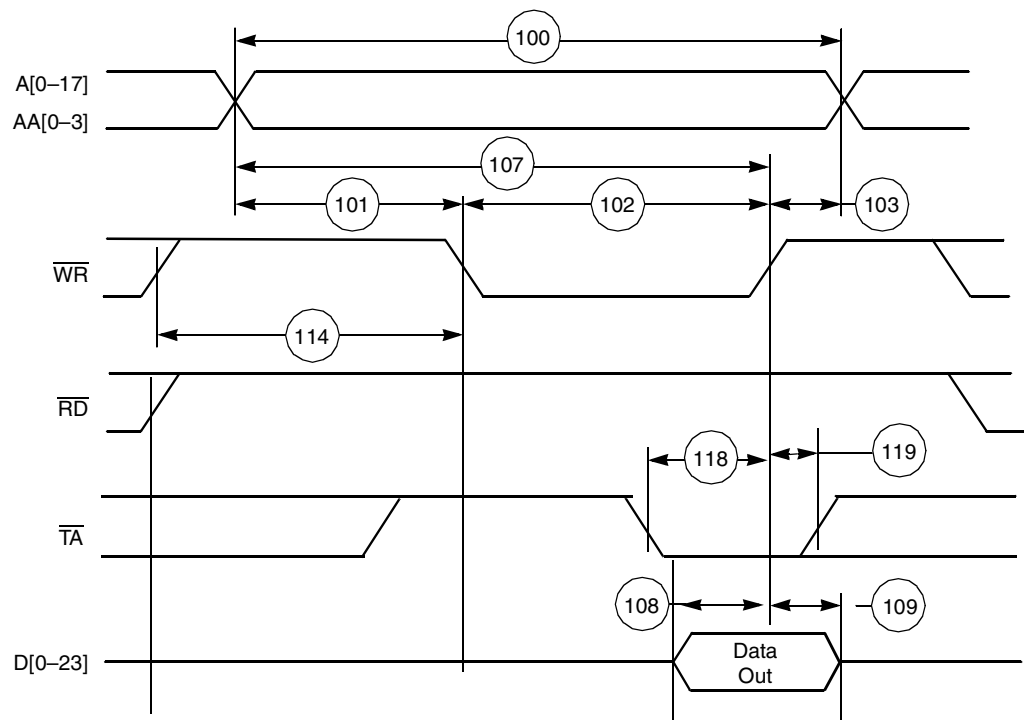 100
A[0–17]
AA[0–3]
107
101
102
103
WR
114
RD
118
119
TA
108
109
D[0–23]
Data
Out